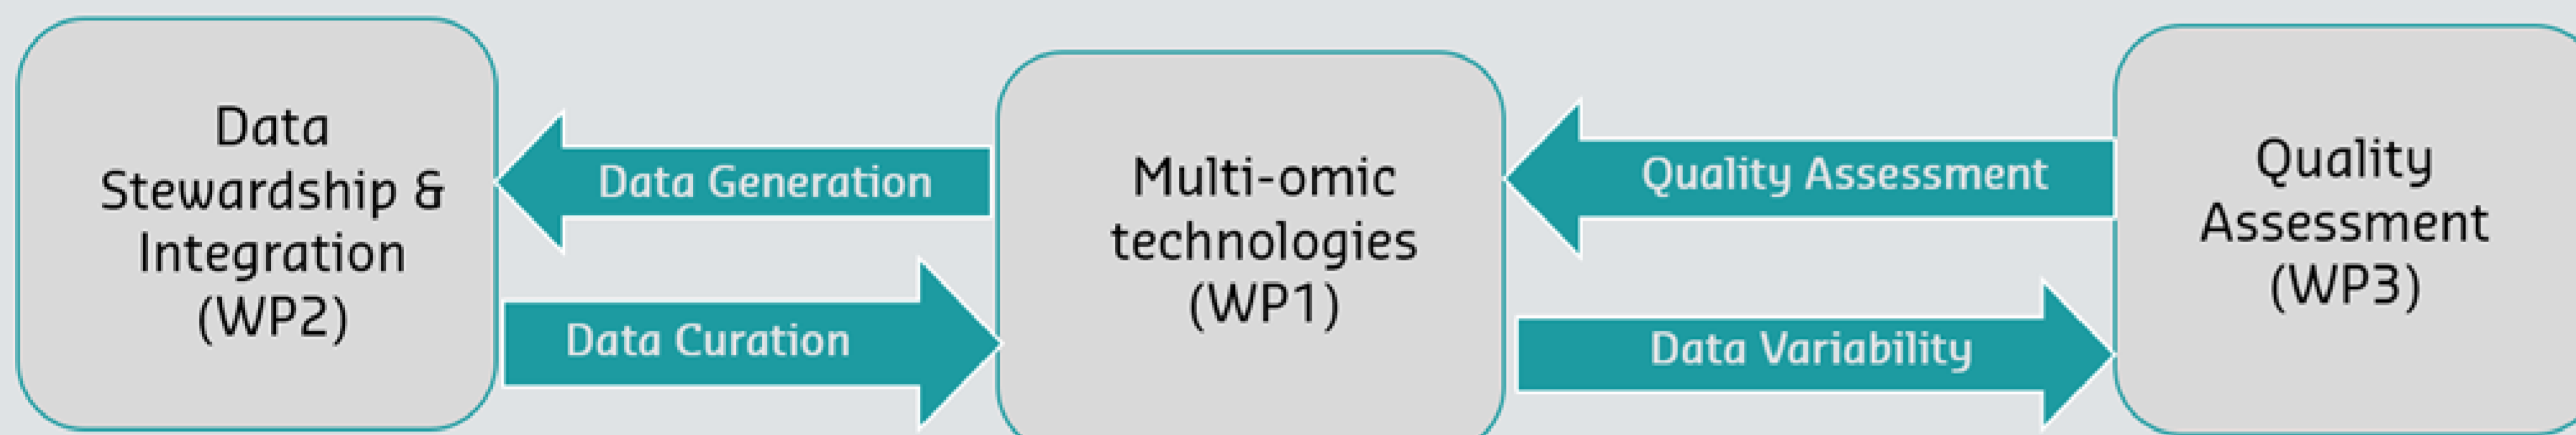 Data
Stewardship &
Integration
(WP2)
Data Generation
Data Curation
Multi-omic
technologies
(WP1)
Quality Assessment
Data Variability
Quality
Assessment
(WP3)